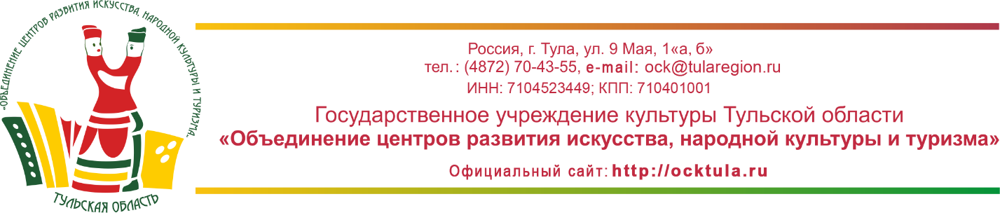 «ОБЪЕДИНЕНИЕ ЦЕНТРОВ РАЗВИТИЯ ИСКУССТВА, НАРОДНОЙ КУЛЬТУРЫ И ТУРИЗМА»
ТУЛЬСКАЯ ОБЛАСТЬ
Россия, г. Тула, ул. 9 Мая, 1«а, б»
тел.: (4872) 70-43-55, e-mail: ock@tularegion.ru
ИНН: 7104523449; КПП: 710401001
Государственное учреждение культуры Тульской области
«Объединение центров развития искусства, народной культуры и туризма»
Официальный сайт: http://ocktula.ru